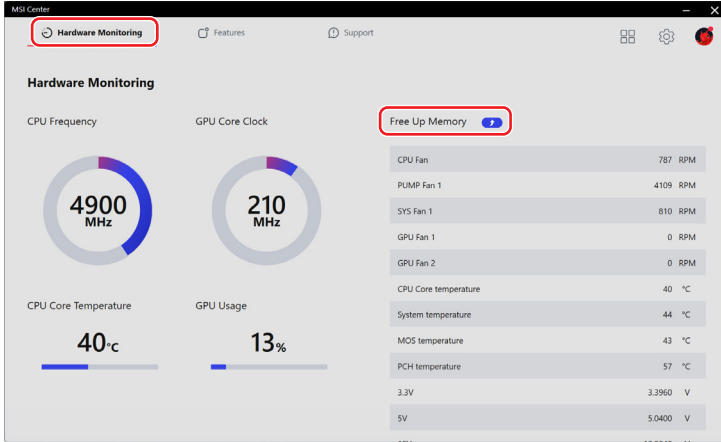 MSI Center
Hardware Monitoring
Features
Support
Hardware Monitoring
CPU Frequency
GPU Core Clock
4900
MHz
210
MHz
CPU Core Temperature
GPU Usage
40°C
13%
Free Up Memory
CPU Fan 787 RPM
PUMP Fan 1 4109 RPM
SYS Fan 1 810 RPM
GPU Fan 1 0 RPM
GPU Fan 2 0 RPM
CPU Core temperature 40 °C
System temperature 44 °C
MOS temperature 43 °C
PCH temperature 57 °C
3.3V 3.3960 V
5V 5.0400 V